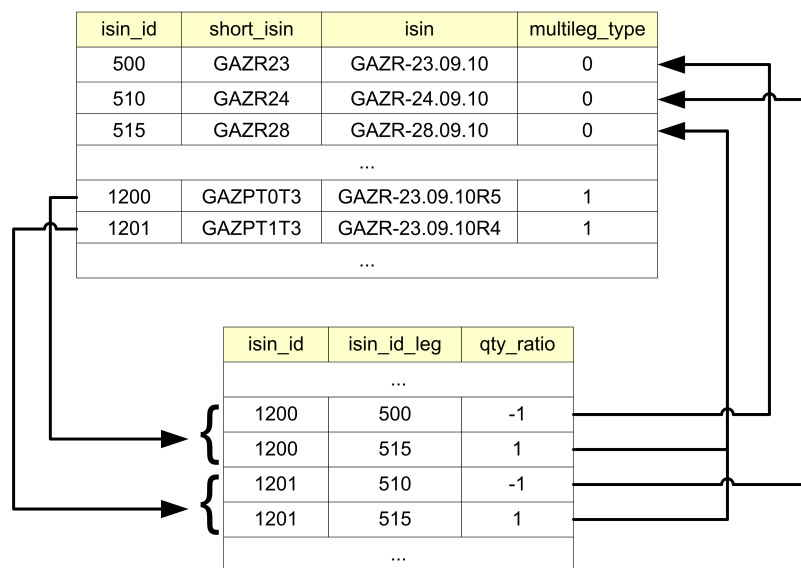 isin_id short_isin isin multileg_type
500 GAZR23 GAZR-23.09.10 0
510 GAZR24 GAZR-24.09.10 0
515 GAZR28 GAZR-28.09.10 0
...
1200 GAZPT0T3 GAZR-23.09.10R5 1
1201 GAZPT1T3 GAZR-23.09.10R4 1
...
isin_id isin_id_leg qty_ratio
...
1200 500 -1
1200 515 1
1201 510 -1
1201 515 1
...